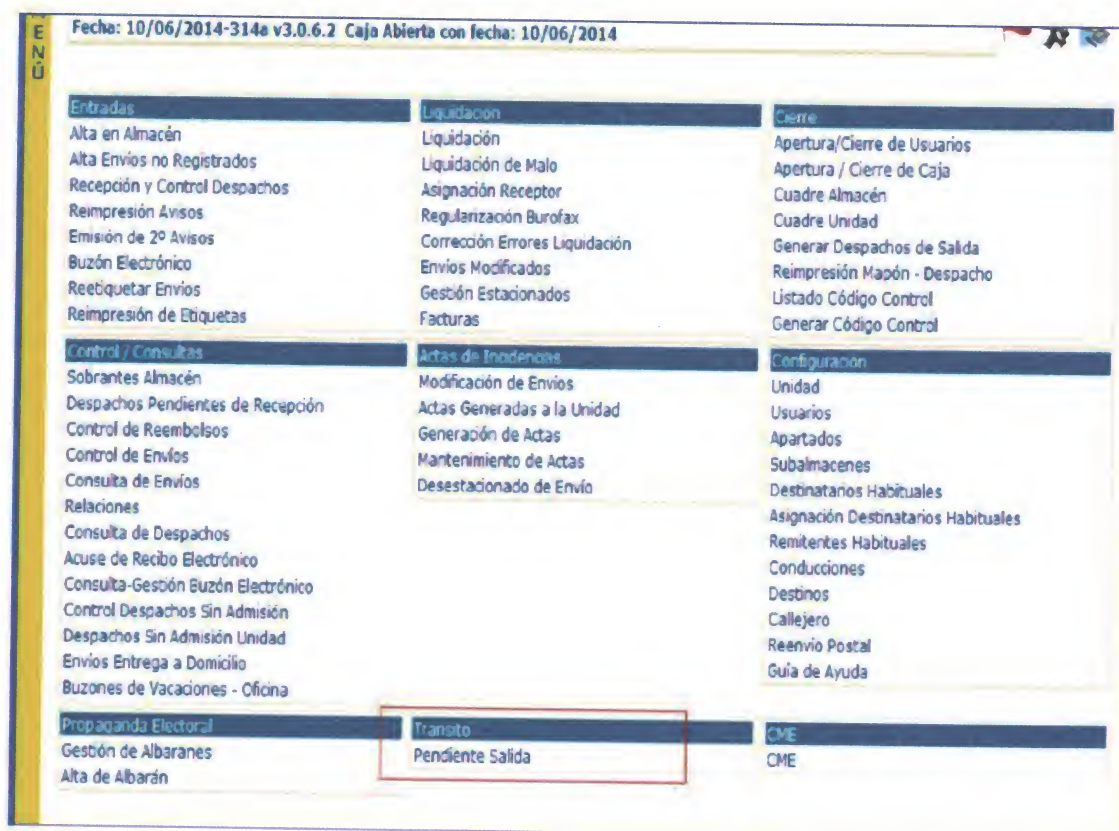 MENÚ
Fecha: 10/06/2014-314a v3.0.6.2 Caja Abierta con fecha: 10/06/2014
Entradas
Alta en Almacén
Alta Envios no Registrados
Recepción y Control Despachos
Reimpresión Avisos
Emisión de 2º Avisos
Buzón Electrónico
Reetiquetar Envios
Reimpresión de Etiquetas
Liquidación
Liquidación
Liquidación de Malo
Asignación Receptor
Regularización Burofax
Corrección Errores Liquidación
Envios Modificados
Gestión Estacionados
Facturas
Cierre
Apertura/Cierre de Usuarios
Apertura / Cierre de Caja
Cuadre Almacén
Cuadre Unidad
Generar Despachos de Salida
Reimpresión Mapón - Despacho
Listado Código Control
Generar Código Control
Control / Consultas
Sobrantes Almacén
Despachos Pendientes de Recepción
Control de Reembolsos
Control de Envíos
Consulta de Envíos
Relaciones
Consulta de Despachos
Acuse de Recibo Electrónico
Consulta-Gestión Buzón Electrónico
Control Despachos Sin Admisión
Despachos Sin Admisión Unidad
Envios Entrega a Domicilio
Buzones de Vacaciones - Oficina
Actas de Incidencias
Modificación de Envios
Actas Generadas a la Unidad
Generación de Actas
Mantenimiento de Actas
Desestacionado de Envío
Configuración
Unidad
Usuarios
Apartados
Subalmacenes
Destinatarios Habituales
Asignación Destinatarios Habituales
Remitentes Habituales
Conducciones
Destinos
Callejero
Reenvio Postal
Guía de Ayuda
Propaganda Electoral
Gestión de Albaranes
Alta de Albarán
Transito
Pendiente Salida
CME
CME